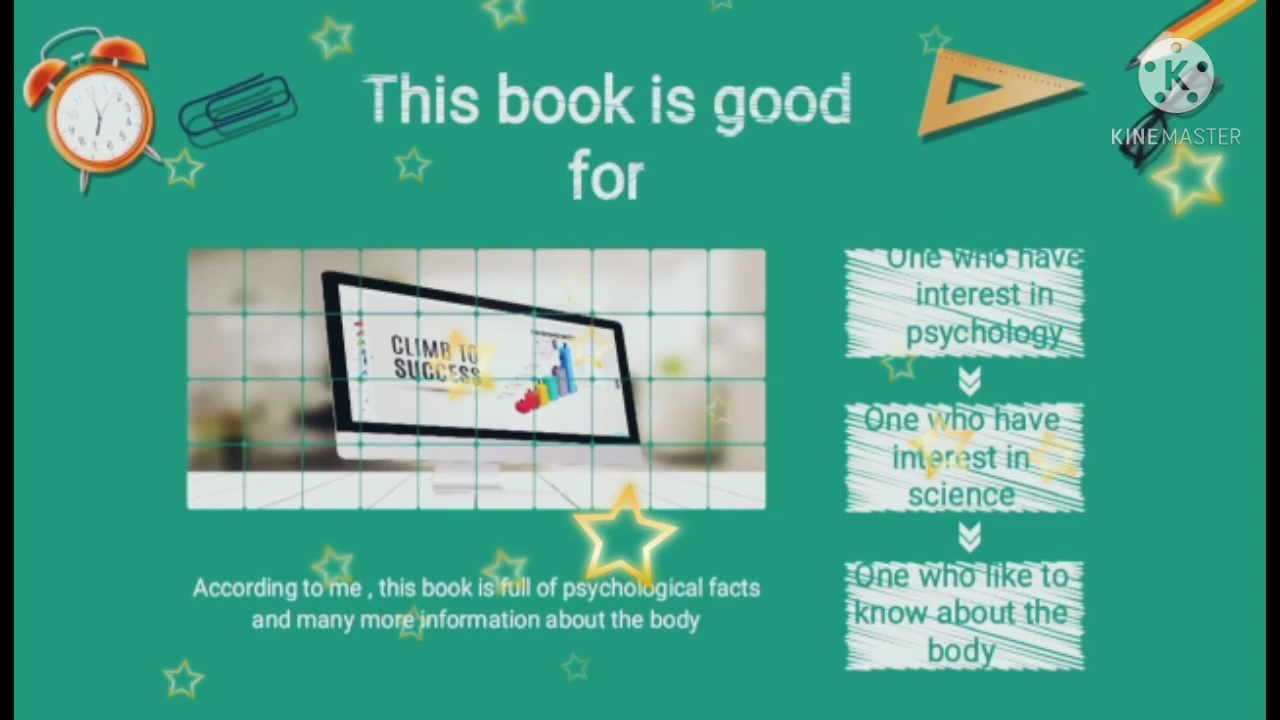 This book is good
for
KINEMASTER
CLIMB TO
SUCCESS
One who have
interest in
psychology
One who have
interest in
science
One who like to
know about the
body
According to me , this book is full of psychological facts
and many more information about the body